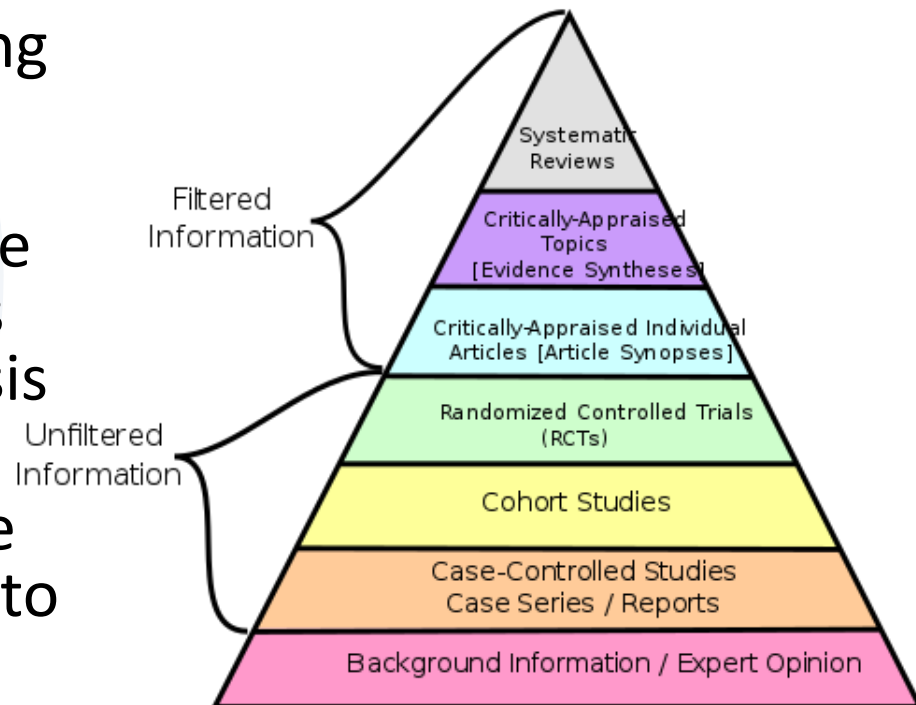 ng
e
s
sis
e
to
Filtered
Information
Unfiltered
Information
Systematic
Reviews
Critically-Appraised
Topics
[Evidence Syntheses]
Critically-Appraised Individual
Articles [Article Synopses]
Randomized Controlled Trials
(RCTs)
Cohort Studies
Case-Controlled Studies
Case Series / Reports
Background Information / Expert Opinion